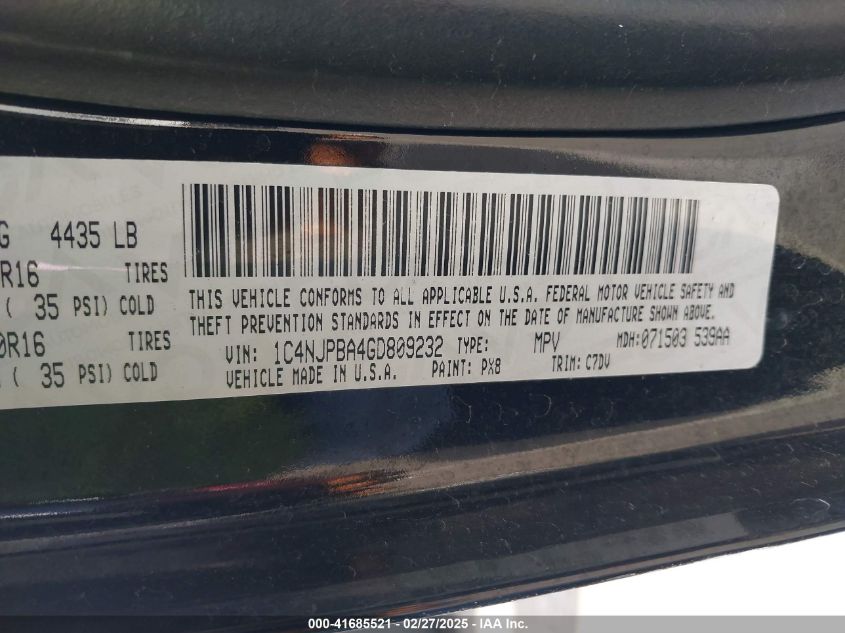 G 4435 LB
R16 TIRES
( 35 PSI) COLD
0R16 TIRES
( 35 PSI) COLD
THIS VEHICLE CONFORMS TO ALL APPLICABLE U.S.A. FEDERAL MOTOR VEHICLE SAFETY AND
THEFT PREVENTION STANDARDS IN EFFECT ON THE DATE OF MANUFACTURE SHOWN ABOVE.
VIN: 1C4NJPBA4GD809232 TYPE: MPV MDH:071503 539AA
VEHICLE MADE IN U.S.A. PAINT: PX8 TRIM: C7DV
© - 41685521 - 02/27/2025 - © IAA Holdings, LLC.